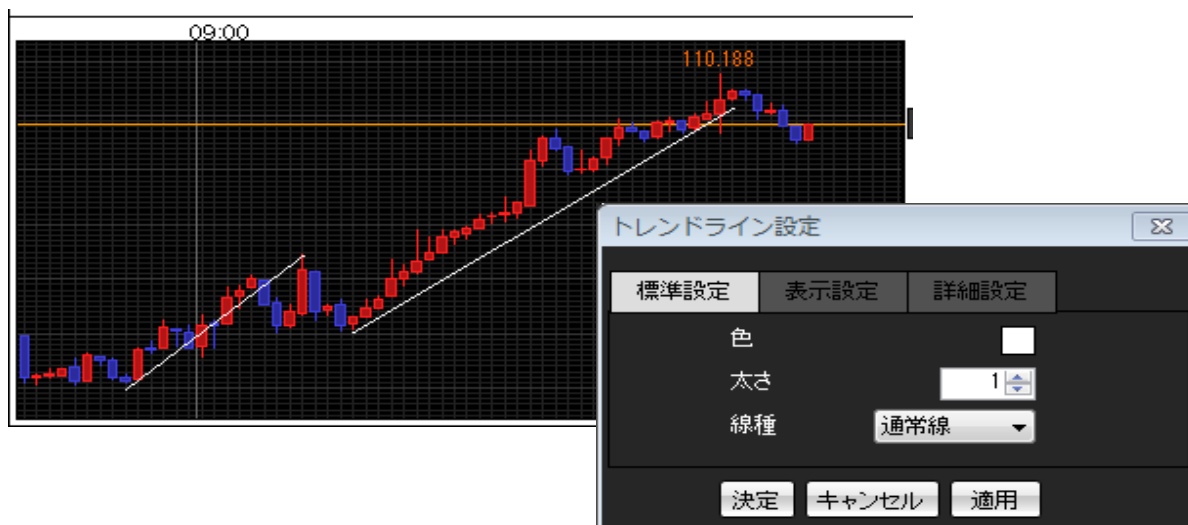 09:00
110.188
トレンドライン設定
標準設定 表示設定 詳細設定
色
太さ 1
線種 通常線
決定 キャンセル 適用